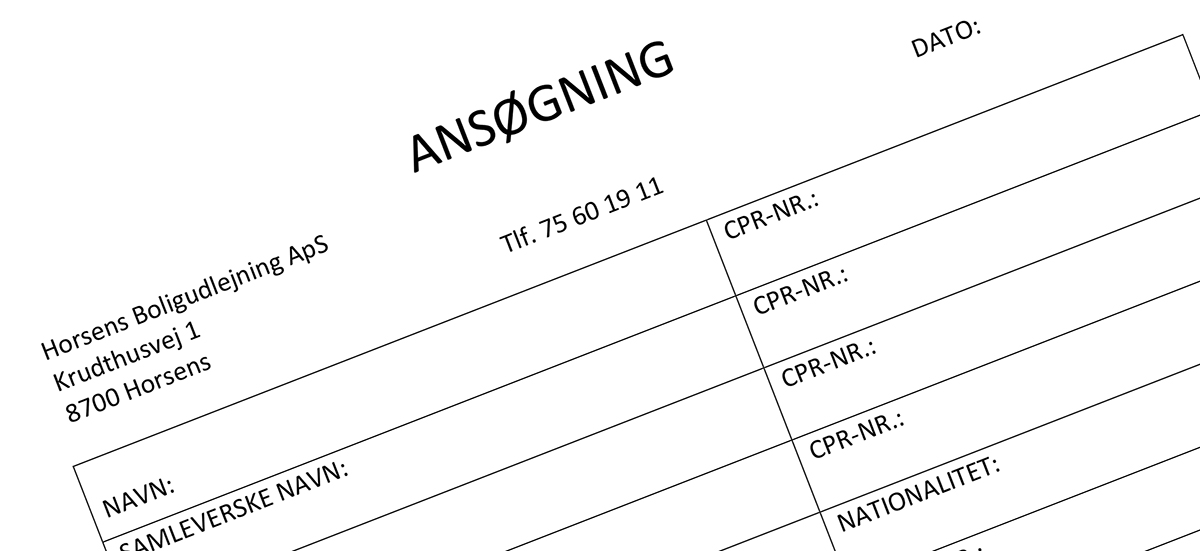 DATO:
ANSØGNING
Tlf. 75 60 19 11
Horsens Boligudlejning ApS
Krudthusvej 1
8700 Horsens
NAVN:
CPR-NR.:
SAMLEVERSKE NAVN:
CPR-NR.:
CPR-NR.:
CPR-NR.:
NATIONALITET: